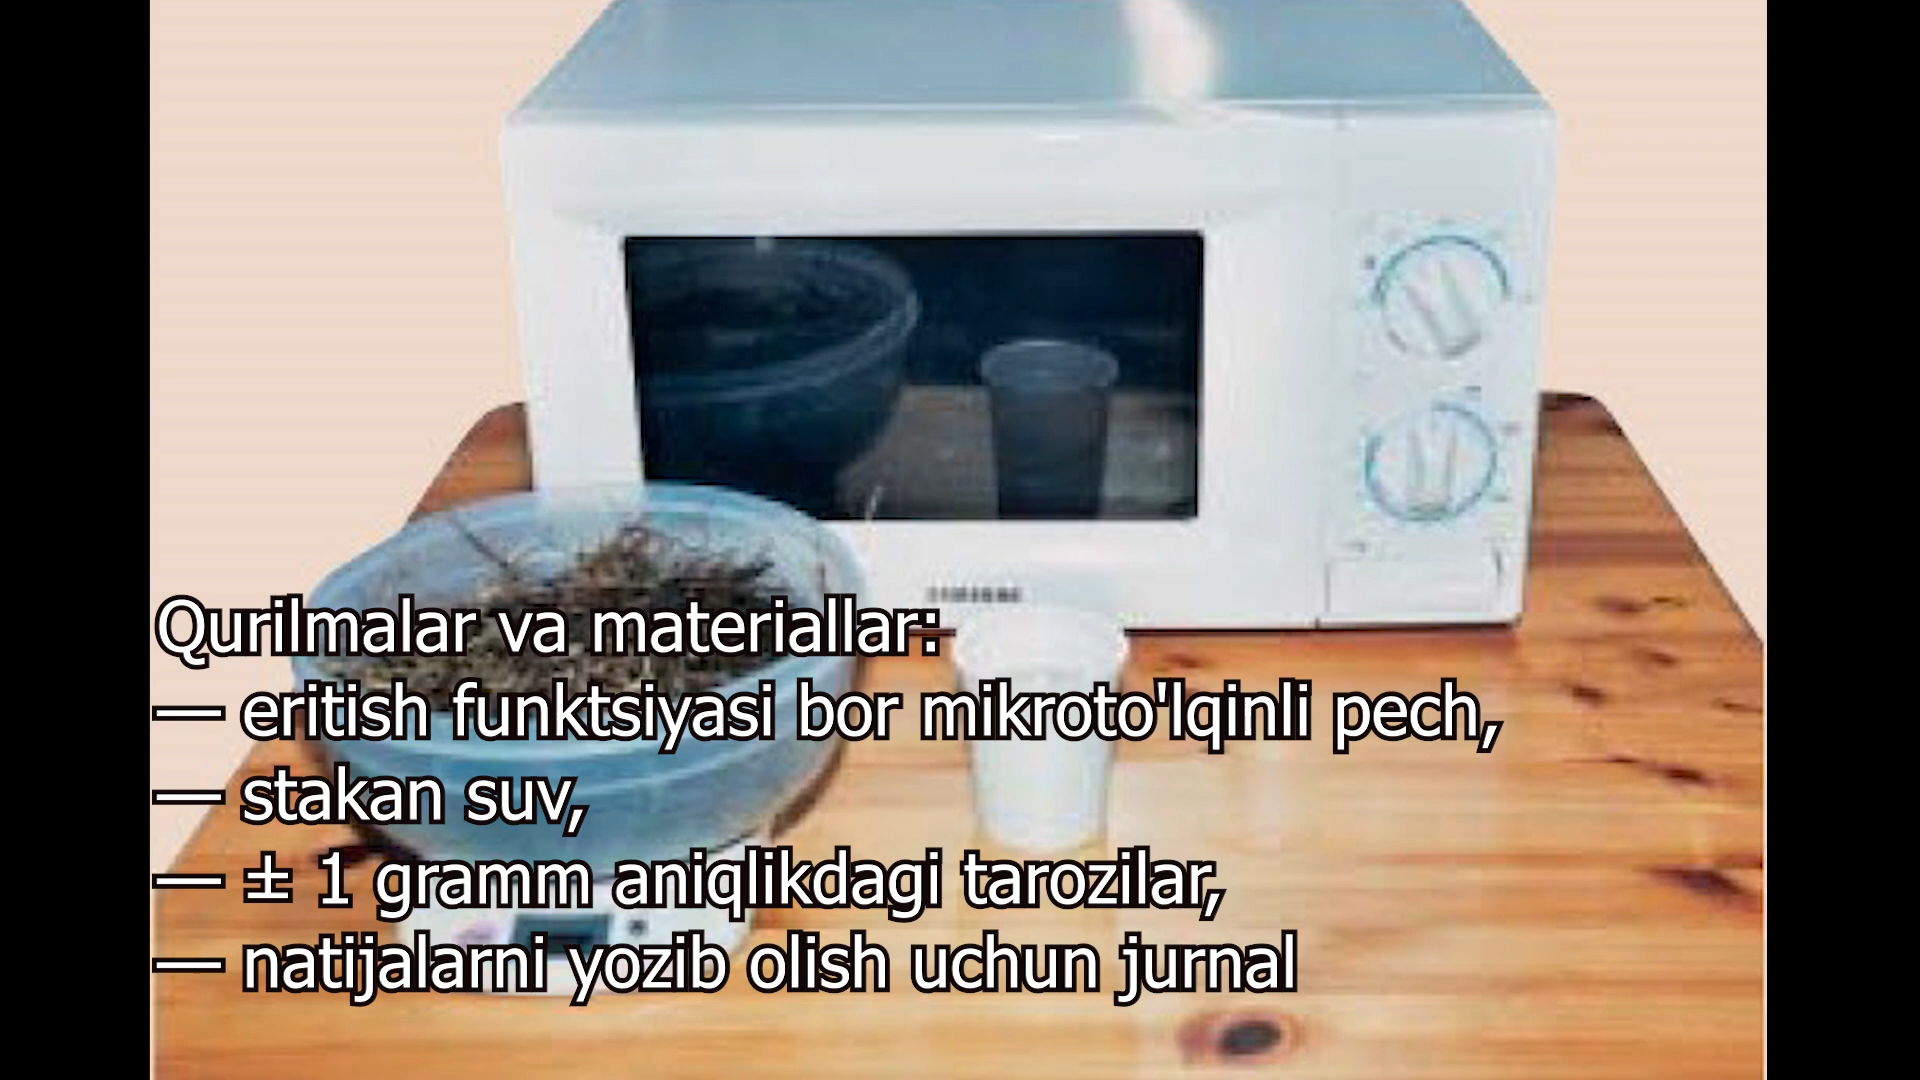 Qurilmalar va materiallar:
— eritish funktsiyasi bor mikroto'lqinli pech,
— stakan suv,
— ± 1 gramm aniqlikdagi tarozilar,
— natijalarni yozib olish uchun jurnal